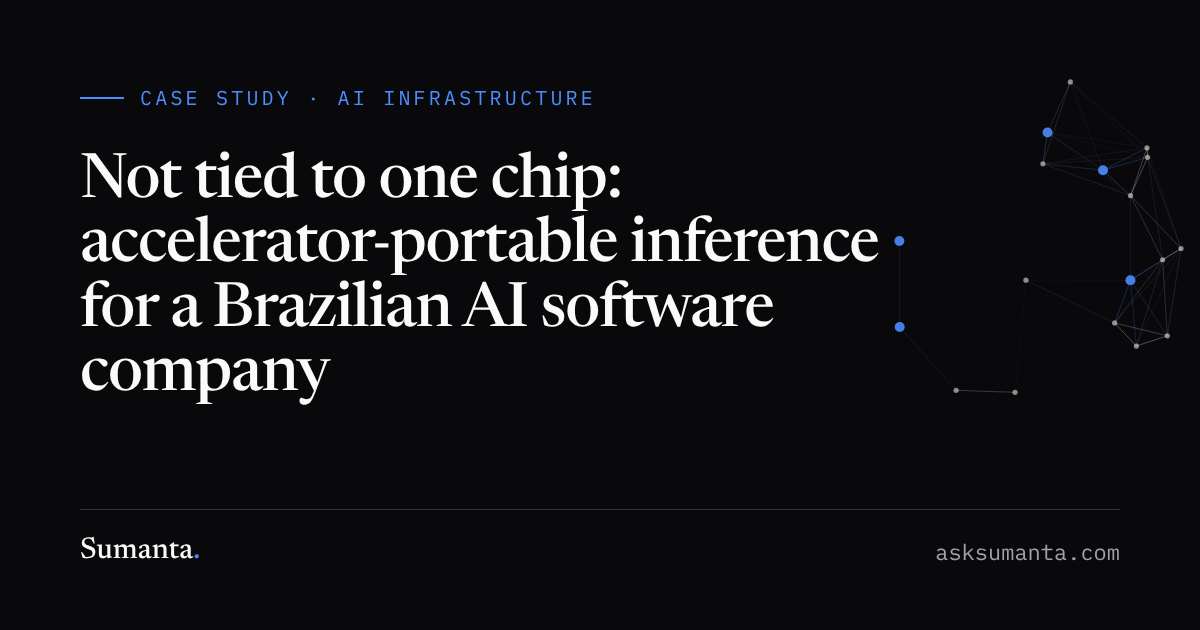 CASE STUDY · AI INFRASTRUCTURE
Not tied to one chip:
accelerator-portable inference
for a Brazilian AI software
company
Sumanta.
asksumanta.com